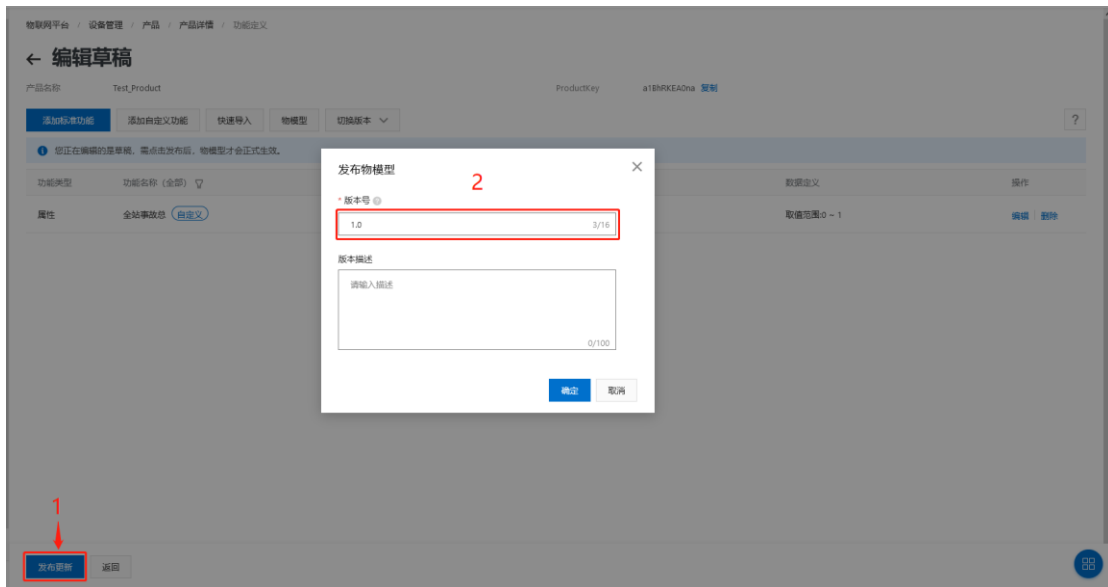 物联网平台 / 设备管理 / 产品 / 产品详情 / 功能定义
← 编辑草稿
产品名称 Test_Product ProductKey a1BhRKEA0na 复制
添加标准功能 添加自定义功能 快速导入 物模型 切换版本 ?
您正在编辑的是草稿，需点击发布后，物模型才会正式生效。
功能类型 功能名称（全部） 数据定义 操作
属性 全站事故总 自定义 取值范围:0 ~ 1 编辑 删除
发布物模型
2
* 版本号
1.0 3/16
版本描述
请输入描述
0/100
确定 取消
1
发布更新 返回